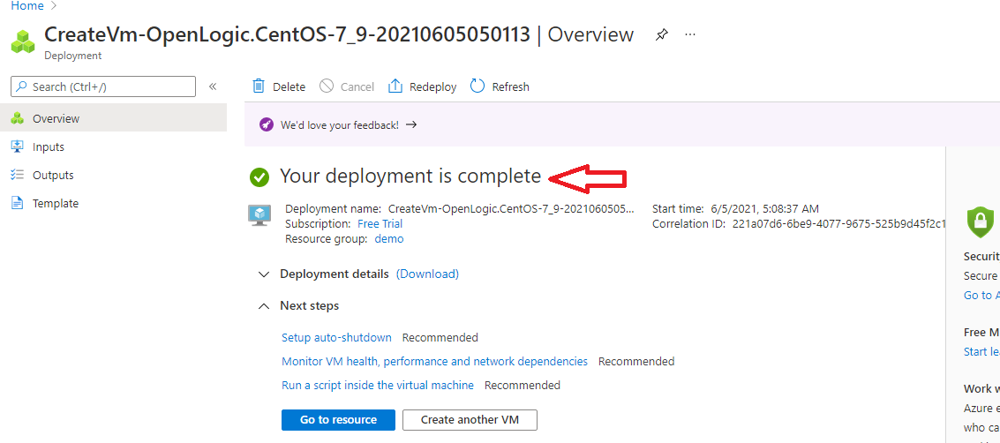 Home >
CreateVm-OpenLogic.CentOS-7_9-20210605050113 | Overview ...
Deployment
Search (Ctrl+/) «
Overview
Inputs
Outputs
Template
Delete Cancel Redeploy Refresh
We'd love your feedback! →
Your deployment is complete
Deployment name: CreateVm-OpenLogic.CentOS-7_9-2021060505...
Subscription: Free Trial
Resource group: demo
Start time: 6/5/2021, 5:08:37 AM
Correlation ID: 221a07d6-6be9-4077-9675-525b9d45f2c1
Deployment details (Download)
Next steps
Setup auto-shutdown Recommended
Monitor VM health, performance and network dependencies Recommended
Run a script inside the virtual machine Recommended
Go to resource Create another VM
Securit
Secure
Go to A
Free M
Start lea
Work w
Azure e
who ca